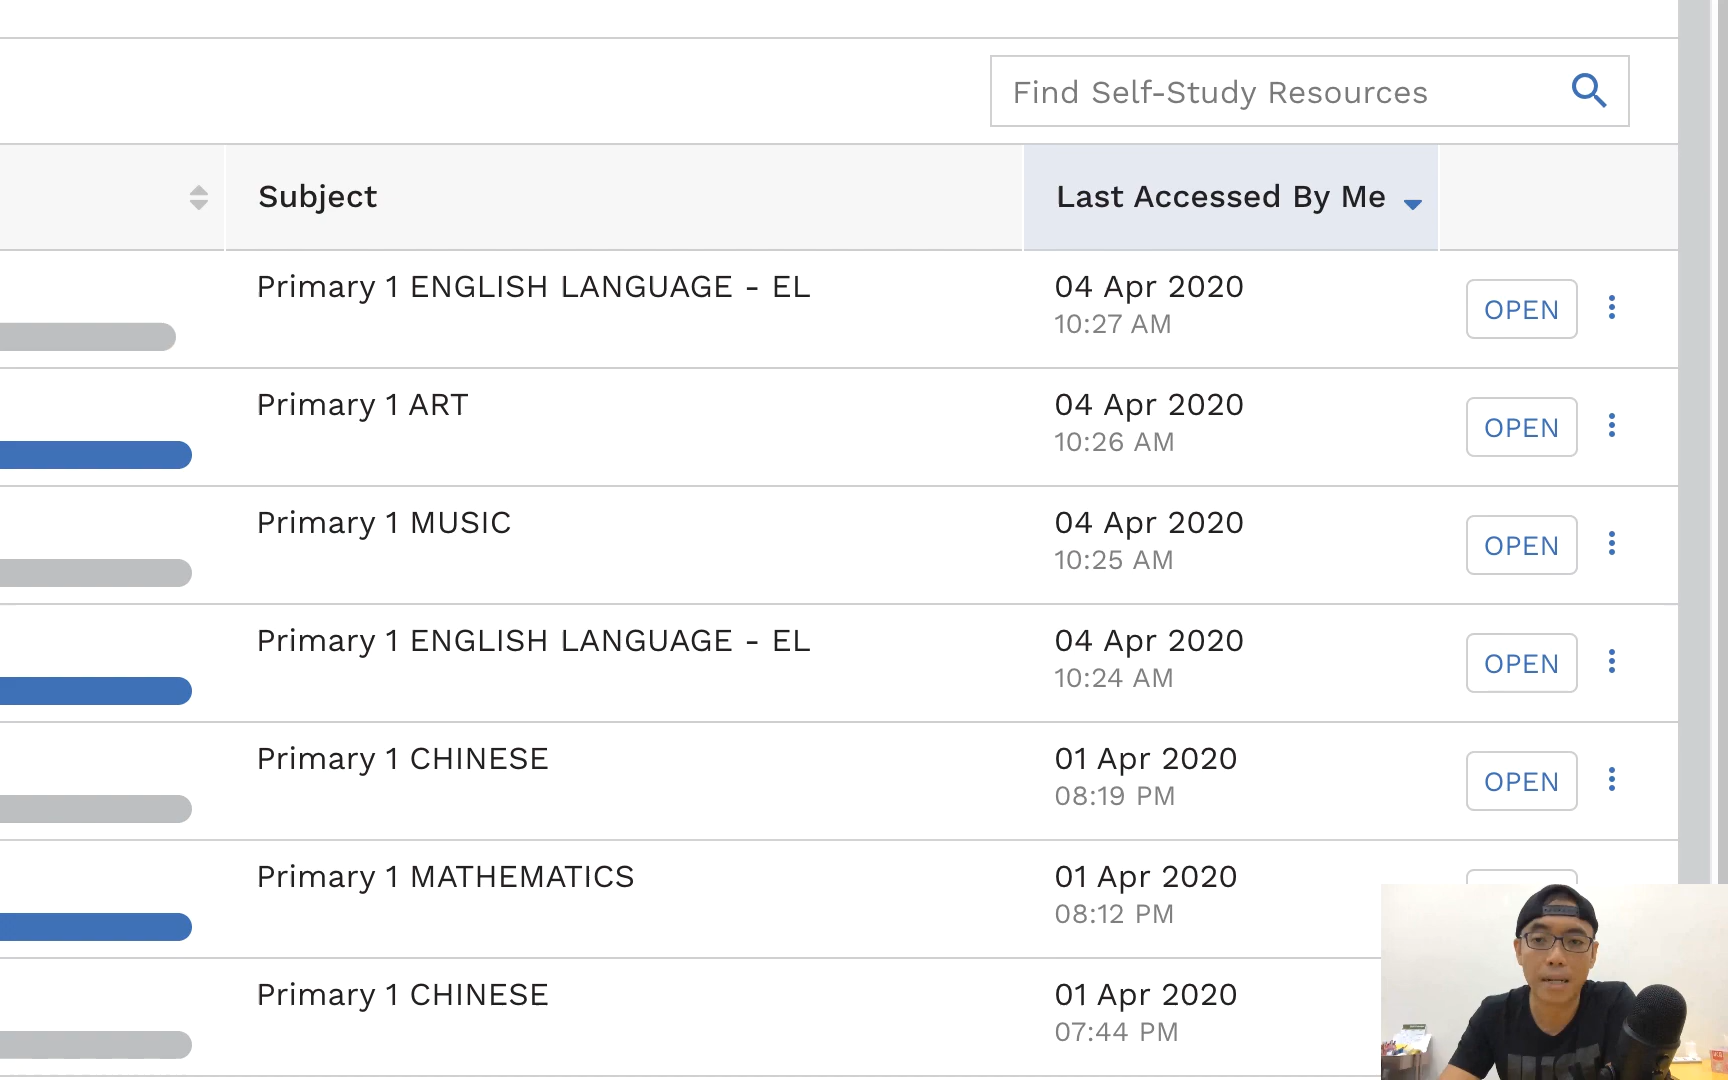 Find Self-Study Resources
Subject
Last Accessed By Me
Primary 1 ENGLISH LANGUAGE - EL
04 Apr 2020
10:27 AM
OPEN
Primary 1 ART
04 Apr 2020
10:26 AM
OPEN
Primary 1 MUSIC
04 Apr 2020
10:25 AM
OPEN
Primary 1 ENGLISH LANGUAGE - EL
04 Apr 2020
10:24 AM
OPEN
Primary 1 CHINESE
01 Apr 2020
08:19 PM
OPEN
Primary 1 MATHEMATICS
01 Apr 2020
08:12 PM
Primary 1 CHINESE
01 Apr 2020
07:44 PM